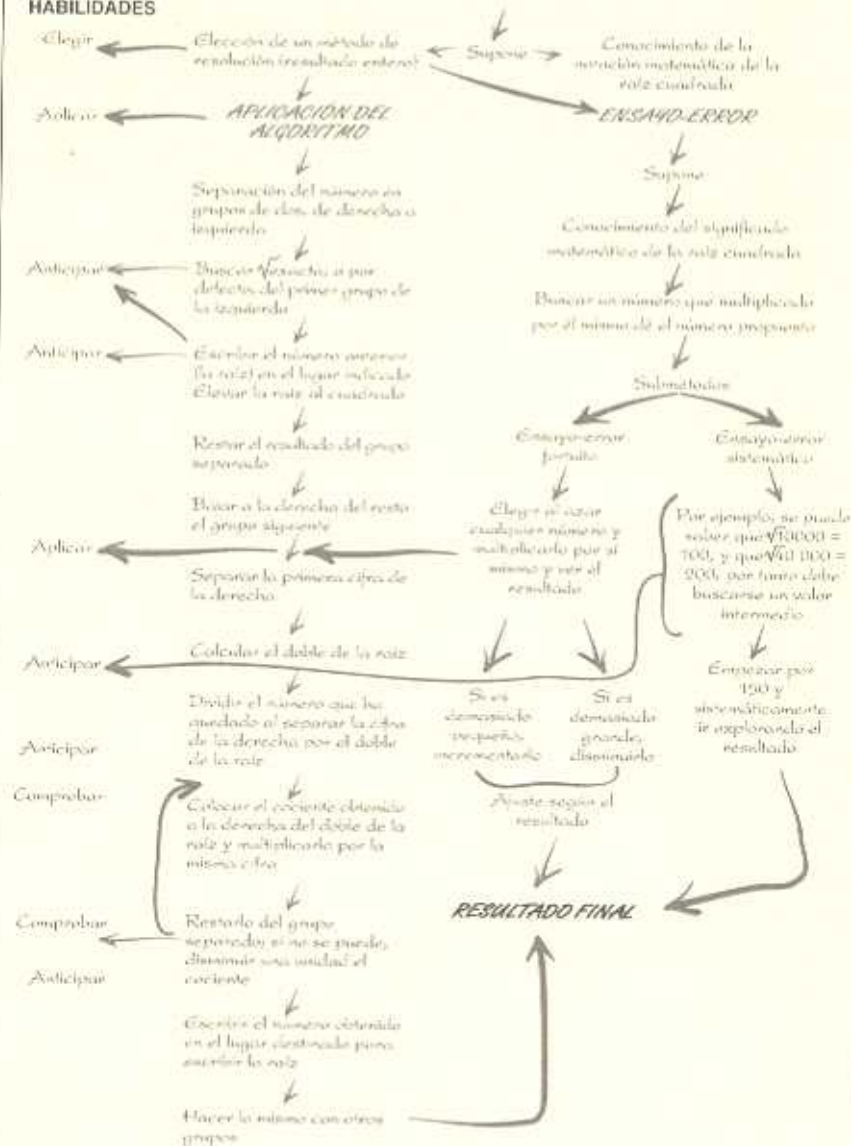 HABILIDADES
Elegir
Elección de un método de
resolución (resultado entero)
Supone
Conocimiento de la
notación matemática de la
raíz cuadrada
Aplicar
APLICACIÓN DEL
ALGORITMO
ENSAYO-ERROR
Supone
Separación del número en
grupos de dos, de derecha a
izquierda
Conocimiento del significado
matemático de la raíz cuadrada
Anticipar
Buscar √ exacta, o por
defecto, del primer grupo de
la izquierda
Buscar un número que multiplicado
por él mismo dé el número propuesto
Anticipar
Escribir el número anterior
(la raíz) en el lugar indicado
Elevar la raíz al cuadrado
Submétodos
Ensayo-error
fortuito
Ensayo-error
sistemático
Restar el resultado del grupo
separado
Bajar a la derecha del resto
el grupo siguiente
Elegir al azar
cualquier número y
multiplicarlo por sí
mismo y ver el
resultado
Por ejemplo, se puede
saber que √10000 =
100, y que √40 000 =
200, por tanto debe
buscarse un valor
intermedio
Aplicar
Separar la primera cifra de
la derecha
Anticipar
Calcular el doble de la raíz
Dividir el número que ha
quedado al separar la cifra
de la derecha por el doble
de la raíz
Si es
demasiado
pequeño,
incrementarlo
Si es
demasiado
grande,
disminuirlo
Empezar por
150 y
sistemáticamente
ir explorando el
resultado
Anticipar
Comprobar
Colocar el cociente obtenido
a la derecha del doble de la
raíz y multiplicarlo por la
misma cifra
Ajuste según el
resultado
RESULTADO FINAL
Comprobar
Anticipar
Restarlo del grupo
separado; si no se puede,
disminuir una unidad el
cociente
Escribir el número obtenido
en el lugar destinado para
escribir la raíz
Hacer lo mismo con otros
grupos